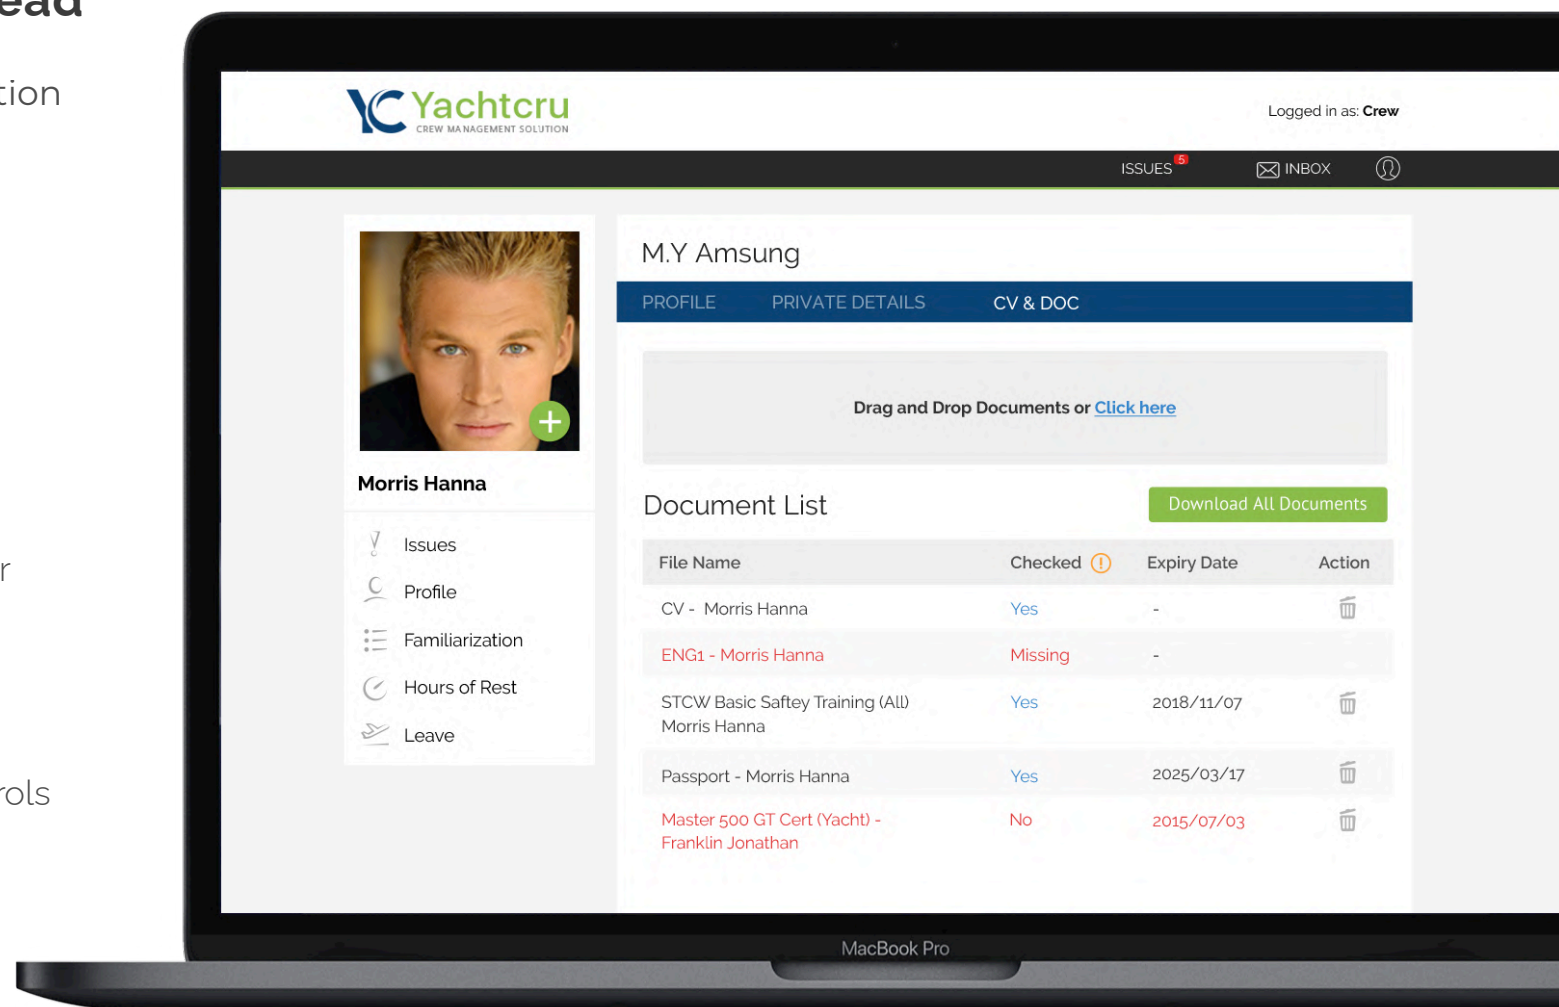 ead
tion
r
rols
YC Yachtcru
CREW MANAGEMENT SOLUTION
Logged in as: Crew
ISSUES 5
INBOX
Morris Hanna
Issues
Profile
Familiarization
Hours of Rest
Leave
M.Y Amsung
PROFILE PRIVATE DETAILS CV & DOC
Drag and Drop Documents or Click here
Document List
Download All Documents
File Name Checked ! Expiry Date Action
CV - Morris Hanna Yes -
ENG1 - Morris Hanna Missing -
STCW Basic Saftey Training (All) Yes 2018/11/07
Morris Hanna
Passport - Morris Hanna Yes 2025/03/17
Master 500 GT Cert (Yacht) - No 2015/07/03
Franklin Jonathan
MacBook Pro